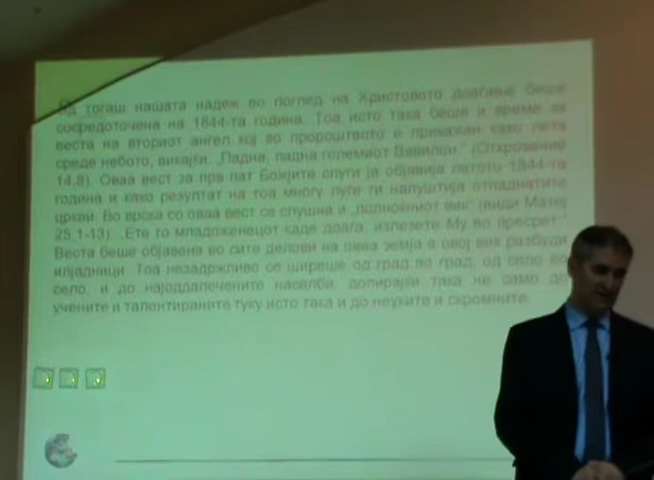 Од тогаш нашата надеж во поглед на Христовото доаѓање беше
сосредоточена на 1844-та година. Тоа исто така беше и време за
веста на вториот ангел кој во пророштвото е прикажан како лета
среде небото, викајќи: „Падна, падна големиот Вавилон." (Откровение
14,8). Оваа вест за прв пат Божјите слуги ја објавија летото 1844-та
година и како резултат на тоа многу луѓе ги напуштија отпаднатите
цркви. Во врска со оваа вест се слушна и „полноќниот вик" (види Матеј
25,1-13): „Ете го младоженецот каде доаѓа, излезете Му во пресрет."
Веста беше објавена во сите делови на оваа земја а овој вик разбуди
илјадници. Тоа незадржливо се ширеше од град во град, од село во
село, и до најоддалечените населби, допирајќи така не само до
учените и талентираните туку исто така и до неуките и скромните.